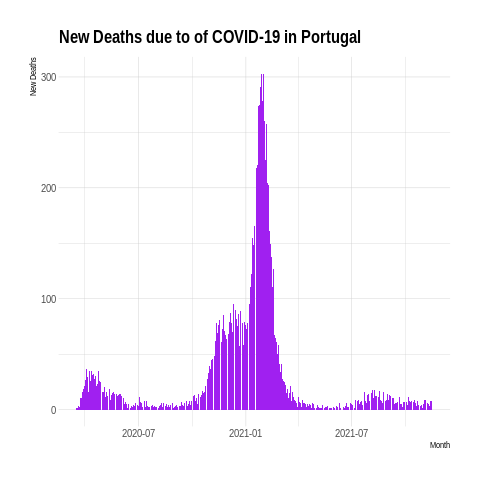 New Deaths due to of COVID-19 in Portugal
New Deaths
300
200
100
0
2020-07
2021-01
2021-07
Month